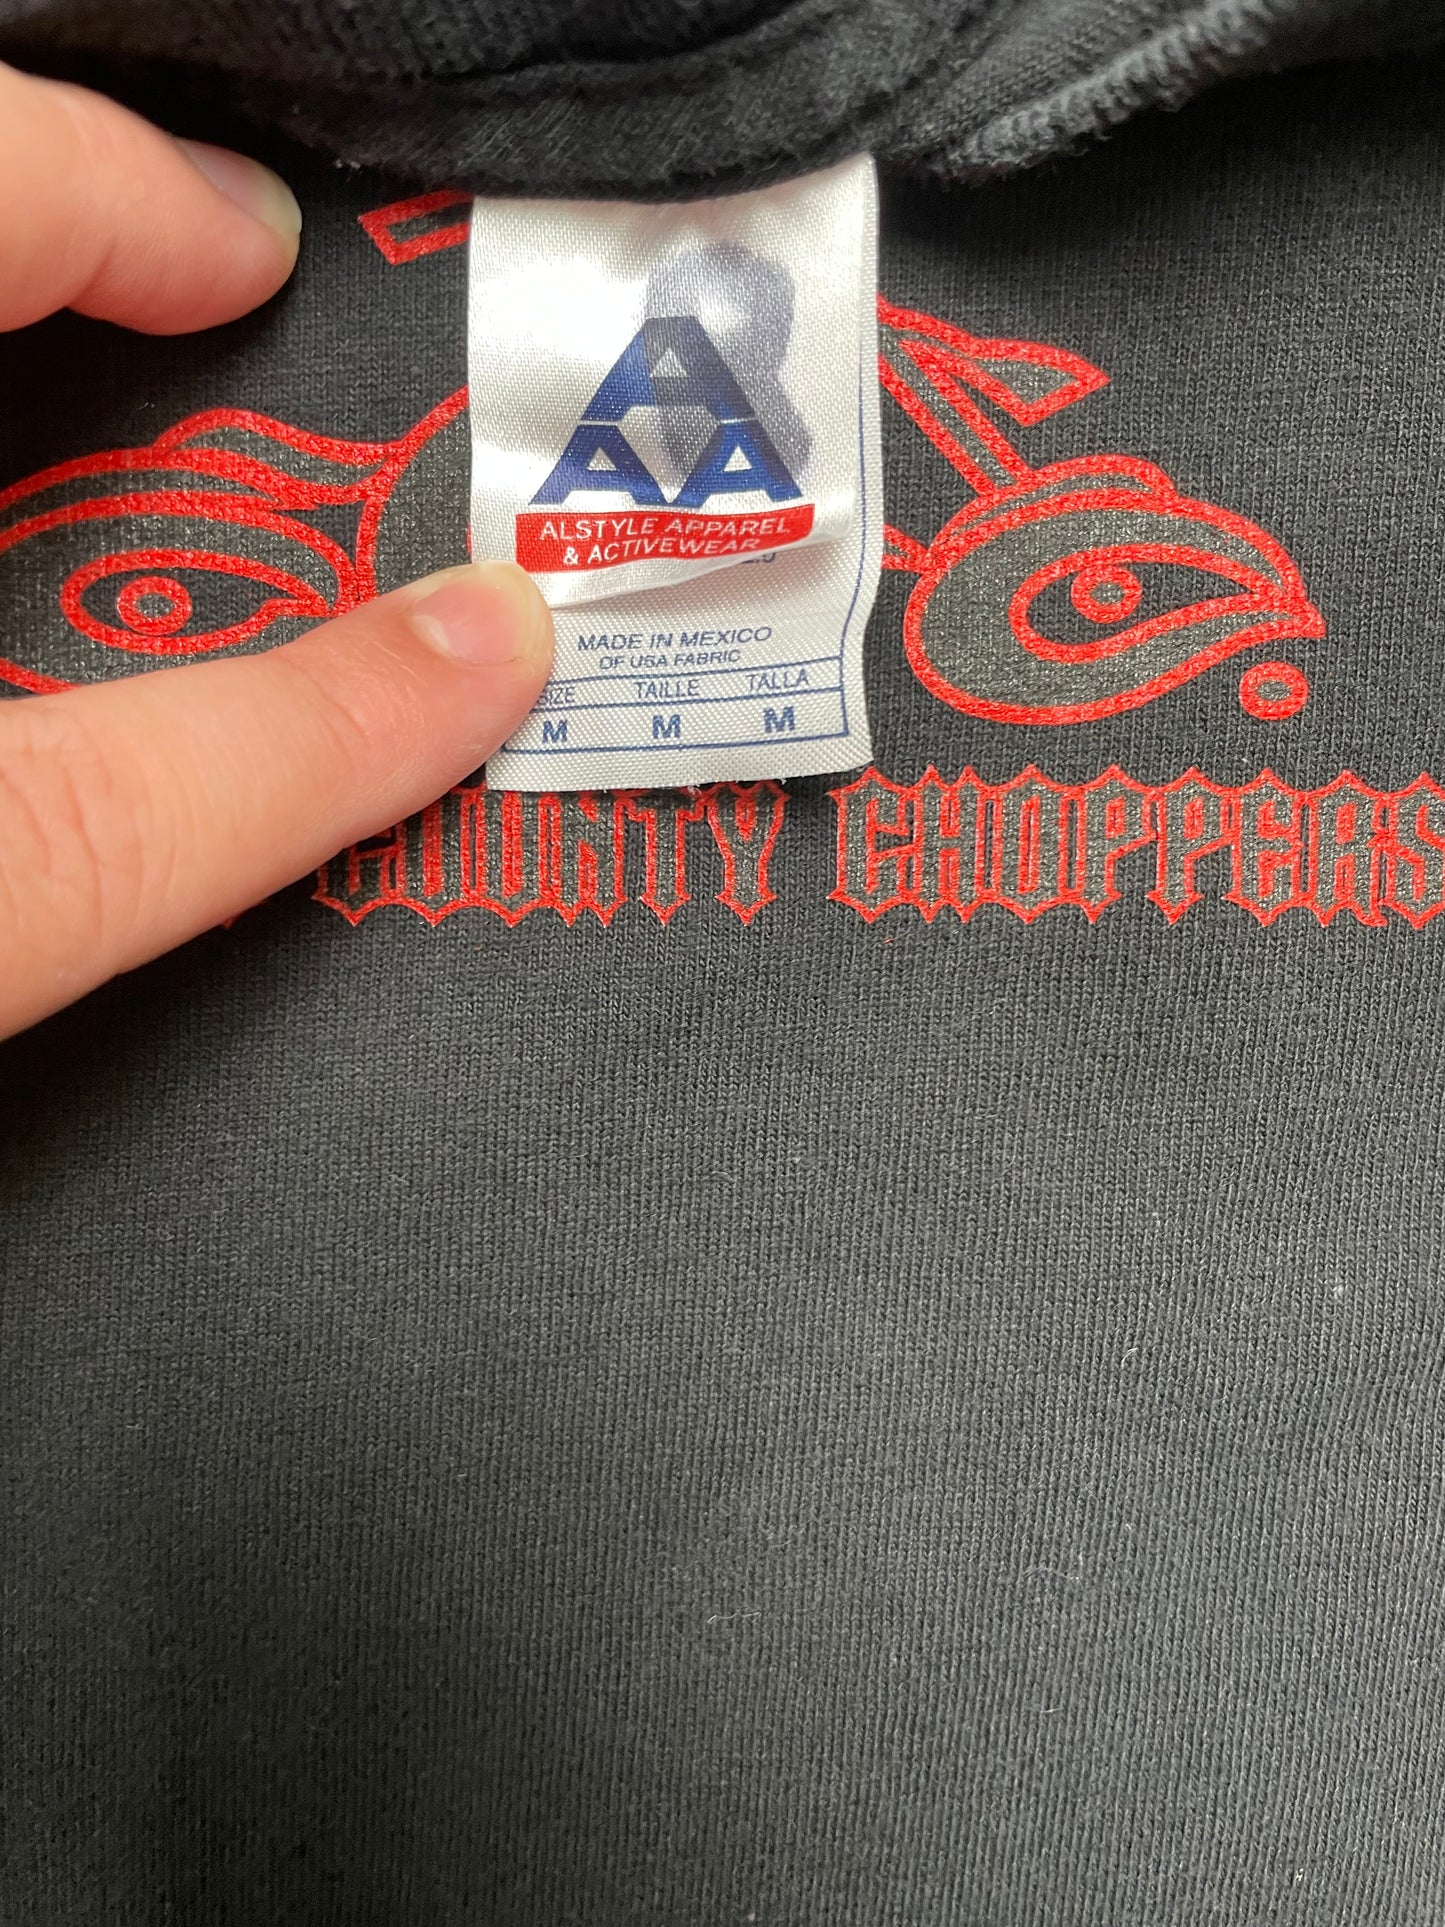 AAA
ALSTYLE APPAREL
& ACTIVEWEAR
MADE IN MEXICO
OF USA FABRIC
TAILLE TALLA
M M M
COUNTY CHOPPERS